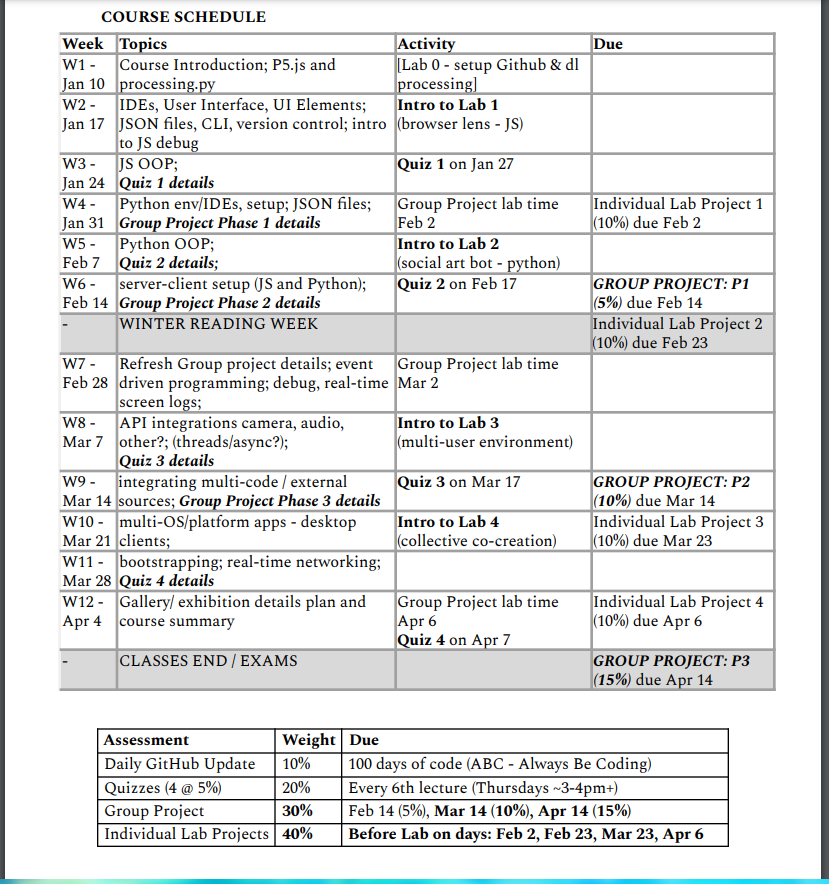 COURSE SCHEDULE
Week Topics Activity Due
W1 - Course Introduction; P5.js and [Lab 0 - setup Github & dl
Jan 10 processing.py processing]
W2 - IDEs, User Interface, UI Elements; Intro to Lab 1
Jan 17 JSON files, CLI, version control; intro (browser lens - JS)
to JS debug
W3 - JS OOP; Quiz 1 on Jan 27
Jan 24 Quiz 1 details
W4 - Python env/IDEs, setup; JSON files; Group Project lab time Individual Lab Project 1
Jan 31 Group Project Phase 1 details Feb 2 (10%) due Feb 2
W5 - Python OOP; Intro to Lab 2
Feb 7 Quiz 2 details; (social art bot - python)
W6 - server-client setup (JS and Python); Quiz 2 on Feb 17 GROUP PROJECT: P1
Feb 14 Group Project Phase 2 details (5%) due Feb 14
- WINTER READING WEEK Individual Lab Project 2
(10%) due Feb 23
W7 - Refresh Group project details; event Group Project lab time
Feb 28 driven programming; debug, real-time Mar 2
screen logs;
W8 - API integrations camera, audio, Intro to Lab 3
Mar 7 other?; (threads/async?); (multi-user environment)
Quiz 3 details
W9 - integrating multi-code / external Quiz 3 on Mar 17 GROUP PROJECT: P2
Mar 14 sources; Group Project Phase 3 details (10%) due Mar 14
W10 - multi-OS/platform apps - desktop Intro to Lab 4 Individual Lab Project 3
Mar 21 clients; (collective co-creation) (10%) due Mar 23
W11 - bootstrapping; real-time networking;
Mar 28 Quiz 4 details
W12 - Gallery/ exhibition details plan and Group Project lab time Individual Lab Project 4
Apr 4 course summary Apr 6 (10%) due Apr 6
Quiz 4 on Apr 7
- CLASSES END / EXAMS GROUP PROJECT: P3
(15%) due Apr 14
Assessment Weight Due
Daily GitHub Update 10% 100 days of code (ABC - Always Be Coding)
Quizzes (4 @ 5%) 20% Every 6th lecture (Thursdays ~3-4pm+)
Group Project 30% Feb 14 (5%), Mar 14 (10%), Apr 14 (15%)
Individual Lab Projects 40% Before Lab on days: Feb 2, Feb 23, Mar 23, Apr 6